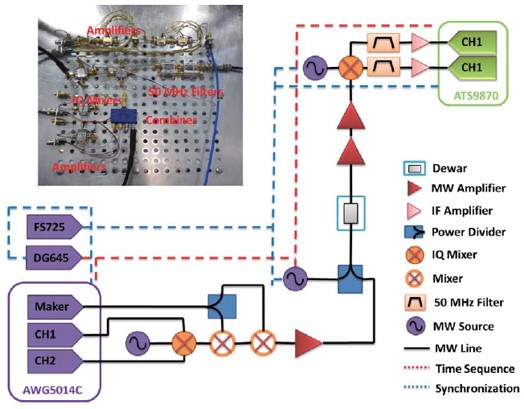 Amplifiers
IQ Mixers
50 MHz Filters
Combiner
Amplifiers
CH1
CH1
ATS9870
FS725
DG645
Maker
CH1
CH2
AWG5014C
Dewar
MW Amplifier
IF Amplifier
Power Divider
IQ Mixer
Mixer
50 MHz Filter
MW Source
MW Line
Time Sequence
Synchronization